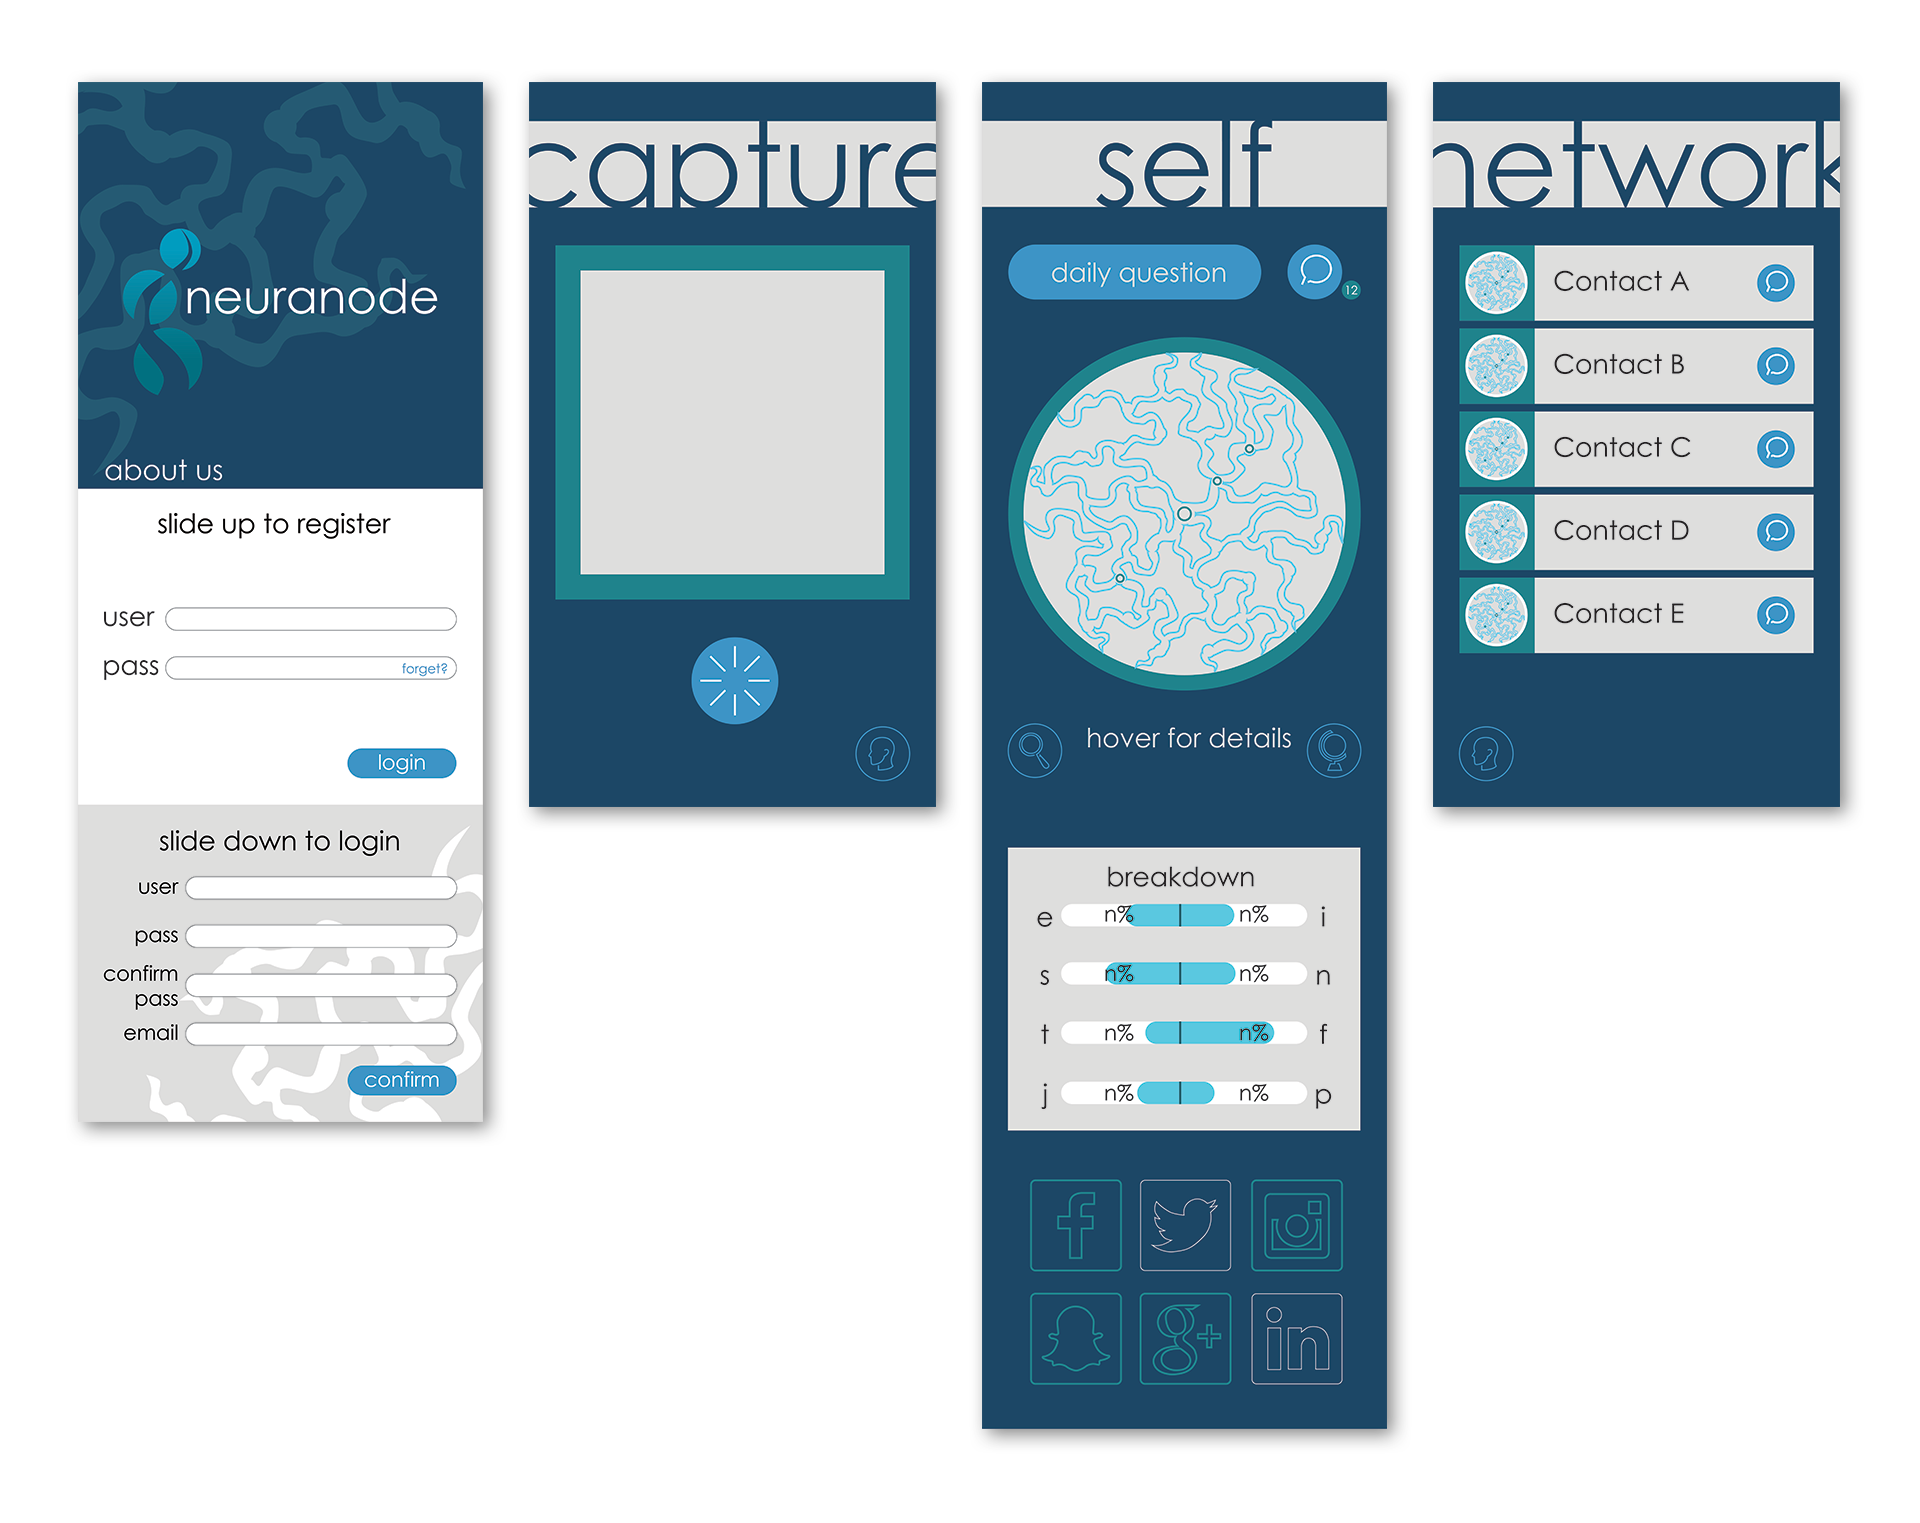 neuranode
about us
slide up to register
user
pass forget?
login
slide down to login
user
pass
confirm
pass
email
confirm
capture
self
daily question
12
hover for details
breakdown
e n% n% i
s n% n% n
t n% n% f
j n% n% p
f
g+
in
network
Contact A
Contact B
Contact C
Contact D
Contact E